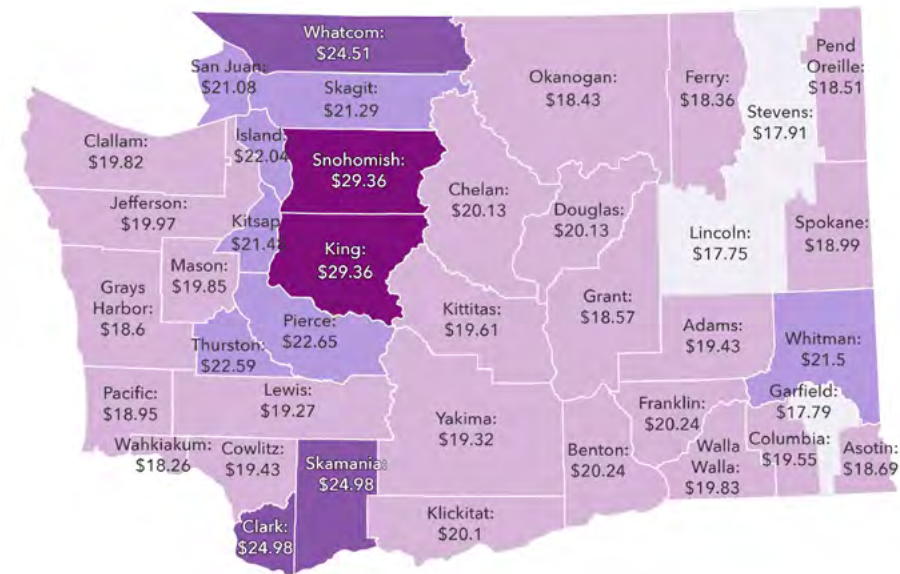 Whatcom:
$24.51
San Juan:
$21.08
Skagit:
$21.29
Okanogan:
$18.43
Ferry:
$18.36
Stevens:
$17.91
Pend
Oreille:
$18.51
Clallam:
$19.82
Island:
$22.04
Snohomish:
$29.36
Chelan:
$20.13
Douglas:
$20.13
Jefferson:
$19.97
Kitsap
King:
$29.36
Lincoln:
$17.75
Spokane:
$18.99
Mason:
$19.85
Grays
Harbor:
$18.6
Pierce:
$22.65
Thurston:
$22.59
Kittitas:
$19.61
Grant:
$18.57
Adams:
$19.43
Whitman:
$21.5
Pacific:
$18.95
Lewis:
$19.27
Yakima:
$19.32
Franklin:
$20.24
Garfield:
$17.79
Wahkiakum:
$18.26
Cowlitz:
$19.43
Skamania:
$24.98
Benton:
$20.24
Walla
Walla:
$19.83
Columbia:
$19.55
Asotin:
$18.69
Clark:
$24.98
Klickitat:
$20.1